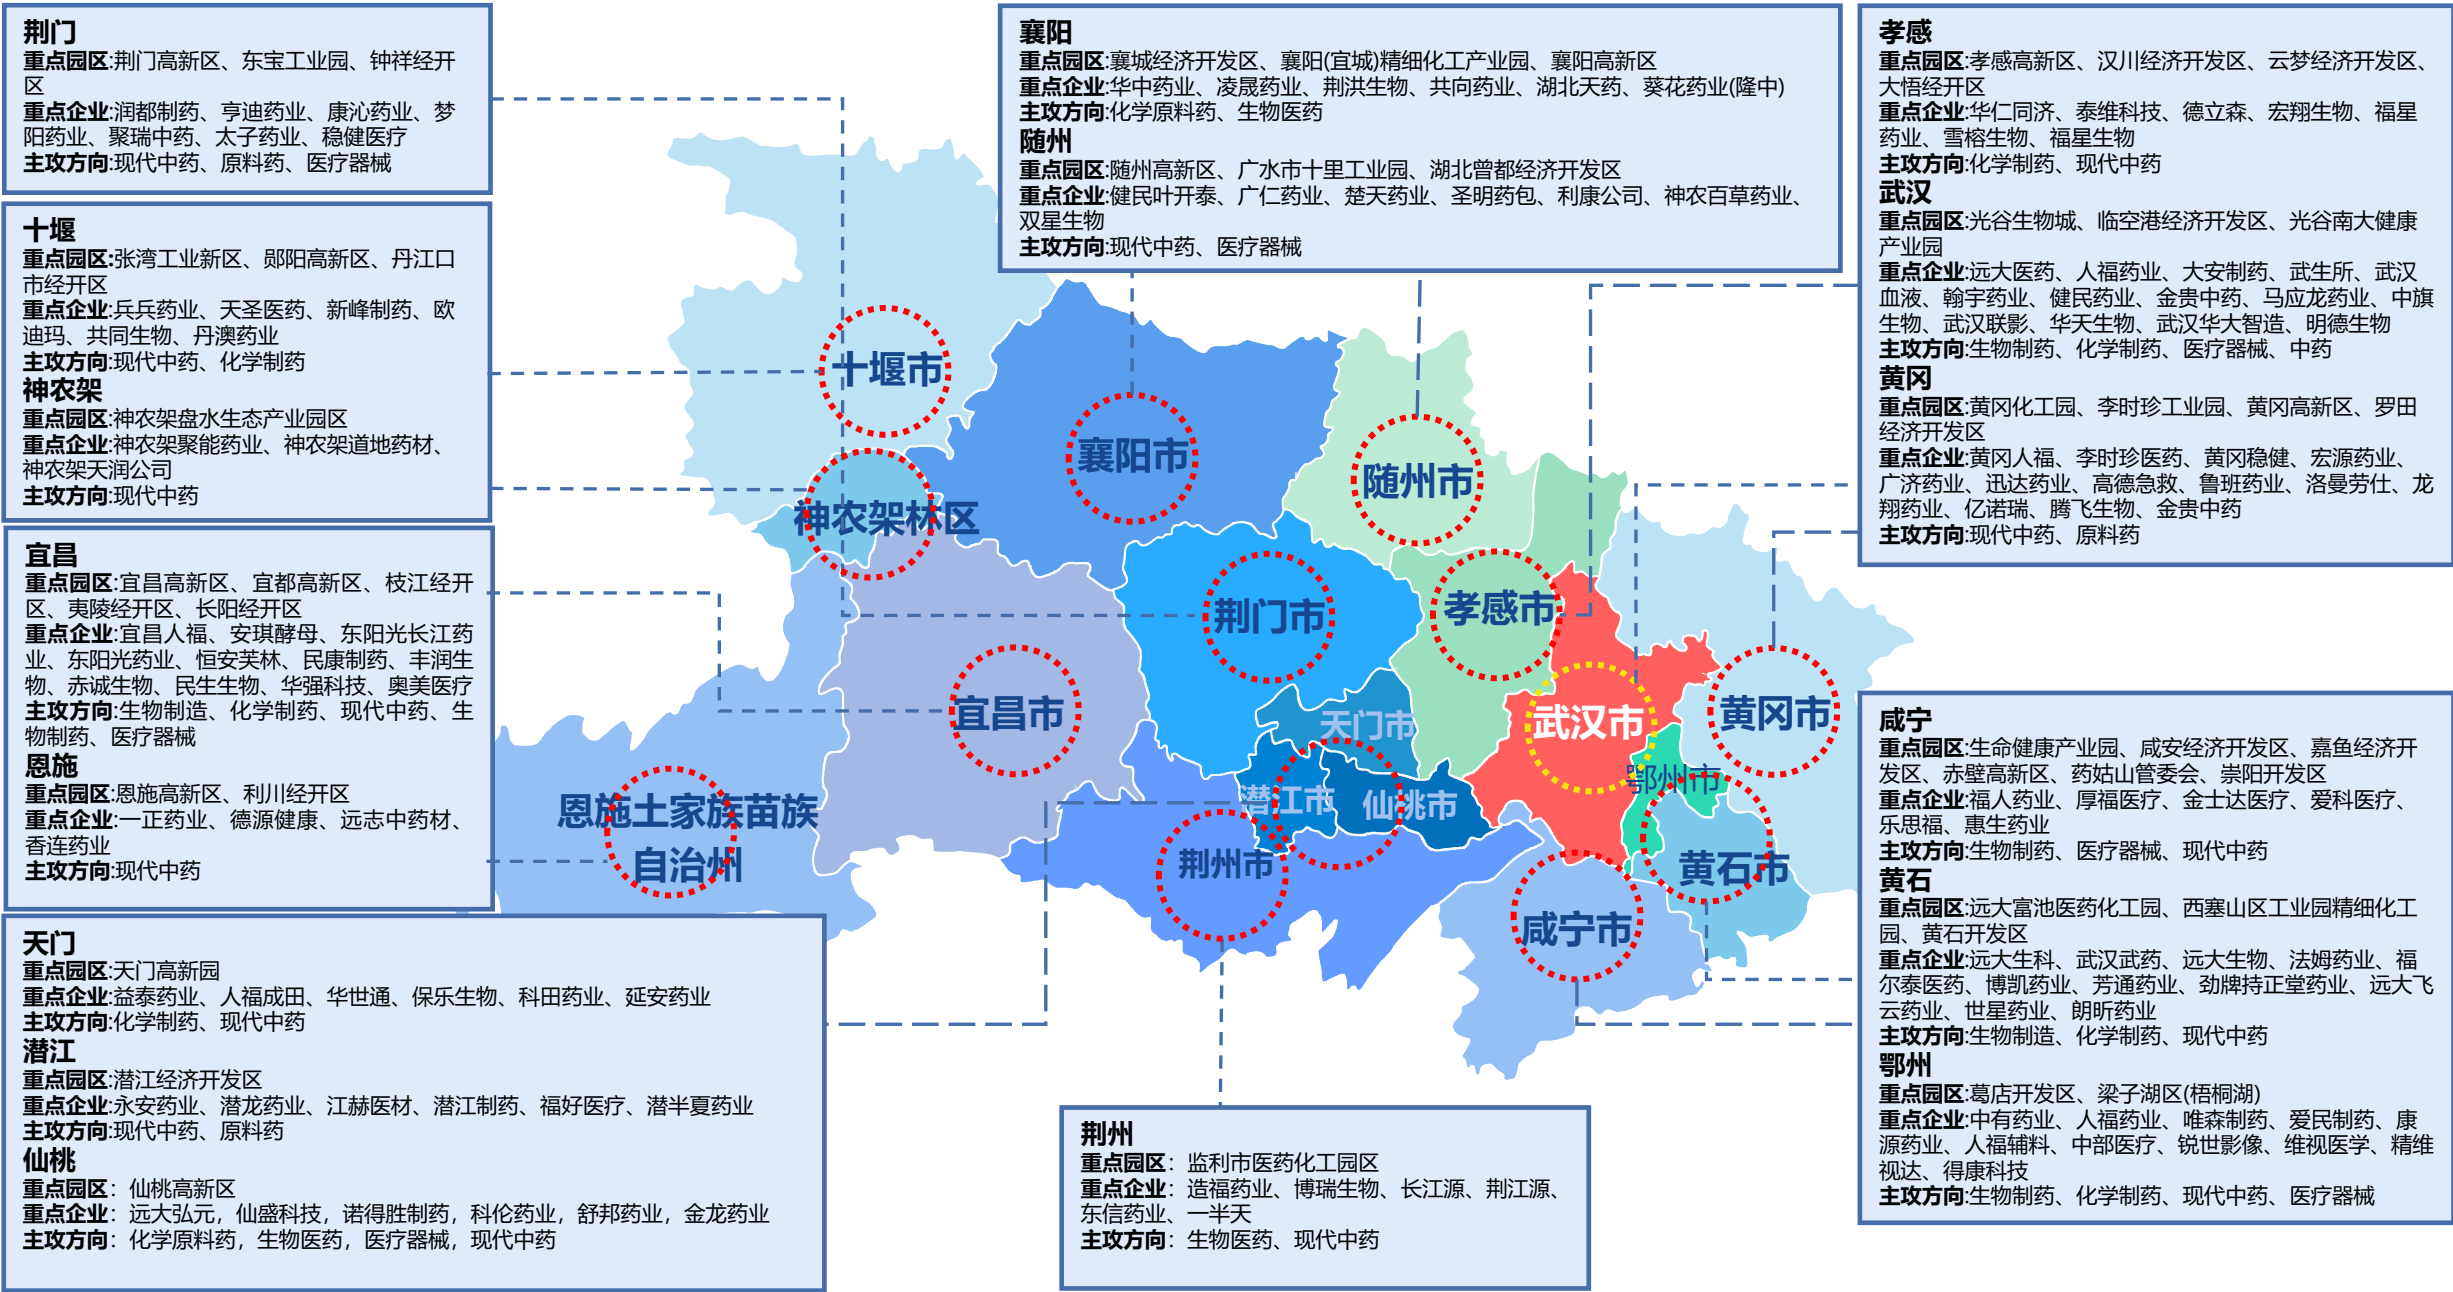 荆门
重点园区:荆门高新区、东宝工业园、钟祥经开
区
重点企业:润都制药、亨迪药业、康沁药业、梦
阳药业、聚瑞中药、太子药业、稳健医疗
主攻方向:现代中药、原料药、医疗器械
十堰
重点园区:张湾工业新区、郧阳高新区、丹江口
市经开区
重点企业:兵兵药业、天圣医药、新峰制药、欧
迪玛、共同生物、丹澳药业
主攻方向:现代中药、化学制药
神农架
重点园区:神农架盘水生态产业园区
重点企业:神农架聚能药业、神农架道地药材、
神农架天润公司
主攻方向:现代中药
宜昌
重点园区:宜昌高新区、宜都高新区、枝江经开
区、夷陵经开区、长阳经开区
重点企业:宜昌人福、安琪酵母、东阳光长江药
业、东阳光药业、恒安芙林、民康制药、丰润生
物、赤诚生物、民生生物、华强科技、奥美医疗
主攻方向:生物制造、化学制药、现代中药、生
物制药、医疗器械
恩施
重点园区:恩施高新区、利川经开区
重点企业:一正药业、德源健康、远志中药材、
香连药业
主攻方向:现代中药
天门
重点园区:天门高新园
重点企业:益泰药业、人福成田、华世通、保乐生物、科田药业、延安药业
主攻方向:化学制药、现代中药
潜江
重点园区:潜江经济开发区
重点企业:永安药业、潜龙药业、江赫医材、潜江制药、福好医疗、潜半夏药业
主攻方向:现代中药、原料药
仙桃
重点园区：仙桃高新区
重点企业：远大弘元，仙盛科技，诺得胜制药，科伦药业，舒邦药业，金龙药业
主攻方向：化学原料药，生物医药，医疗器械，现代中药
襄阳
重点园区:襄城经济开发区、襄阳(宜城)精细化工产业园、襄阳高新区
重点企业:华中药业、凌晟药业、荆洪生物、共向药业、湖北天药、葵花药业(隆中)
主攻方向:化学原料药、生物医药
随州
重点园区:随州高新区、广水市十里工业园、湖北曾都经济开发区
重点企业:健民叶开泰、广仁药业、楚天药业、圣明药包、利康公司、神农百草药业、
双星生物
主攻方向:现代中药、医疗器械
十堰市
襄阳市
随州市
神农架林区
荆门市
孝感市
宜昌市
天门市
武汉市
黄冈市
鄂州市
恩施土家族苗族
自治州
潜江市
仙桃市
荆州市
黄石市
咸宁市
荆州
重点园区：监利市医药化工园区
重点企业：造福药业、博瑞生物、长江源、荆江源、
东信药业、一半天
主攻方向：生物医药、现代中药
孝感
重点园区:孝感高新区、汉川经济开发区、云梦经济开发区、
大悟经开区
重点企业:华仁同济、泰维科技、德立森、宏翔生物、福星
药业、雪榕生物、福星生物
主攻方向:化学制药、现代中药
武汉
重点园区:光谷生物城、临空港经济开发区、光谷南大健康
产业园
重点企业:远大医药、人福药业、大安制药、武生所、武汉
血液、翰宇药业、健民药业、金贵中药、马应龙药业、中旗
生物、武汉联影、华天生物、武汉华大智造、明德生物
主攻方向:生物制药、化学制药、医疗器械、中药
黄冈
重点园区:黄冈化工园、李时珍工业园、黄冈高新区、罗田
经济开发区
重点企业:黄冈人福、李时珍医药、黄冈稳健、宏源药业、
广济药业、迅达药业、高德急救、鲁班药业、洛曼劳仕、龙
翔药业、亿诺瑞、腾飞生物、金贵中药
主攻方向:现代中药、原料药
咸宁
重点园区:生命健康产业园、咸安经济开发区、嘉鱼经济开
发区、赤壁高新区、药姑山管委会、崇阳开发区
重点企业:福人药业、厚福医疗、金士达医疗、爱科医疗、
乐思福、惠生药业
主攻方向:生物制药、医疗器械、现代中药
黄石
重点园区:远大富池医药化工园、西塞山区工业园精细化工
园、黄石开发区
重点企业:远大生科、武汉武药、远大生物、法姆药业、福
尔泰医药、博凯药业、芳通药业、劲牌持正堂药业、远大飞
云药业、世星药业、朗昕药业
主攻方向:生物制造、化学制药、现代中药
鄂州
重点园区:葛店开发区、梁子湖区(梧桐湖)
重点企业:中有药业、人福药业、唯森制药、爱民制药、康
源药业、人福辅料、中部医疗、锐世影像、维视医学、精维
视达、得康科技
主攻方向:生物制药、化学制药、现代中药、医疗器械